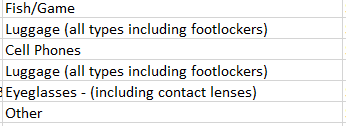 Fish/Game
Luggage (all types including footlockers)
Cell Phones
Luggage (all types including footlockers)
Eyeglasses - (including contact lenses)
Other